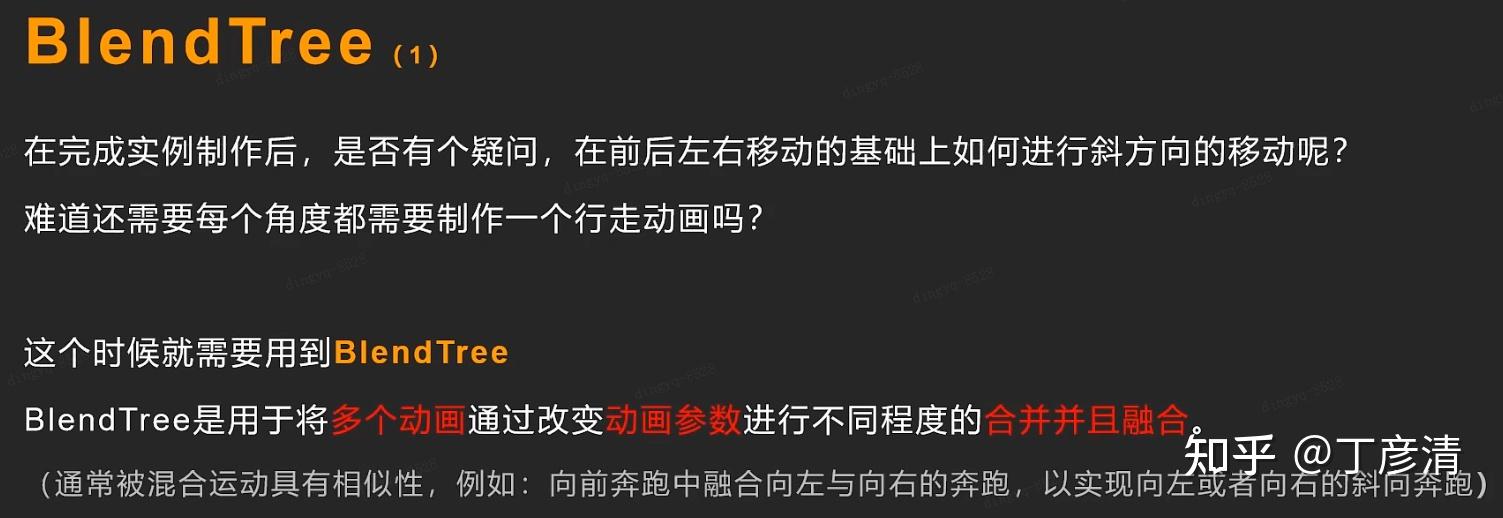 BlendTree（1）
在完成实例制作后，是否有个疑问，在前后左右移动的基础上如何进行斜方向的移动呢？
难道还需要每个角度都需要制作一个行走动画吗？
这个时候就需要用到BlendTree
BlendTree是用于将多个动画通过改变动画参数进行不同程度的合并并且融合。
（通常被混合运动具有相似性，例如：向前奔跑中融合向左与向右的奔跑，以实现向左或者向右的斜向奔跑）
知乎 @丁彦清
dingyq-8528